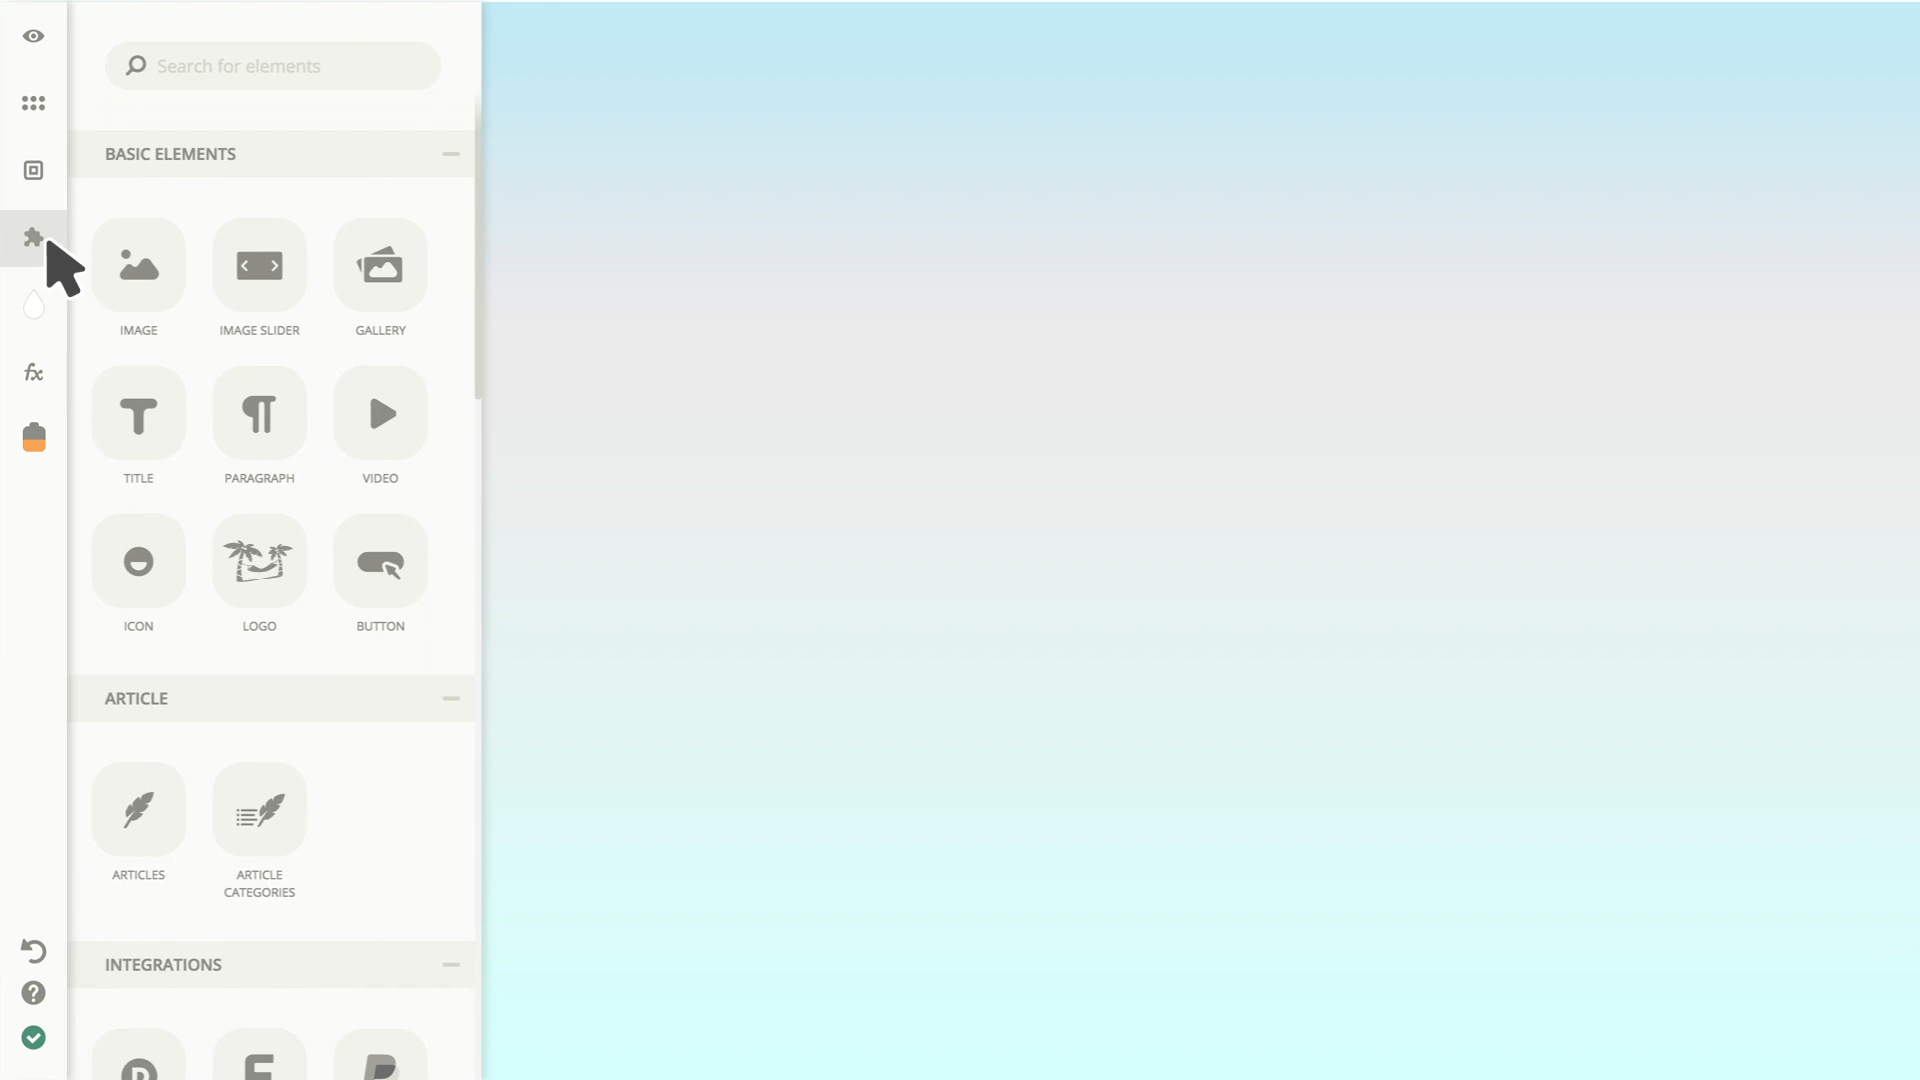 Search for elements
BASIC ELEMENTS
IMAGE
IMAGE SLIDER
GALLERY
TITLE
PARAGRAPH
VIDEO
ICON
LOGO
BUTTON
fx
ARTICLE
ARTICLES
ARTICLE
CATEGORIES
INTEGRATIONS